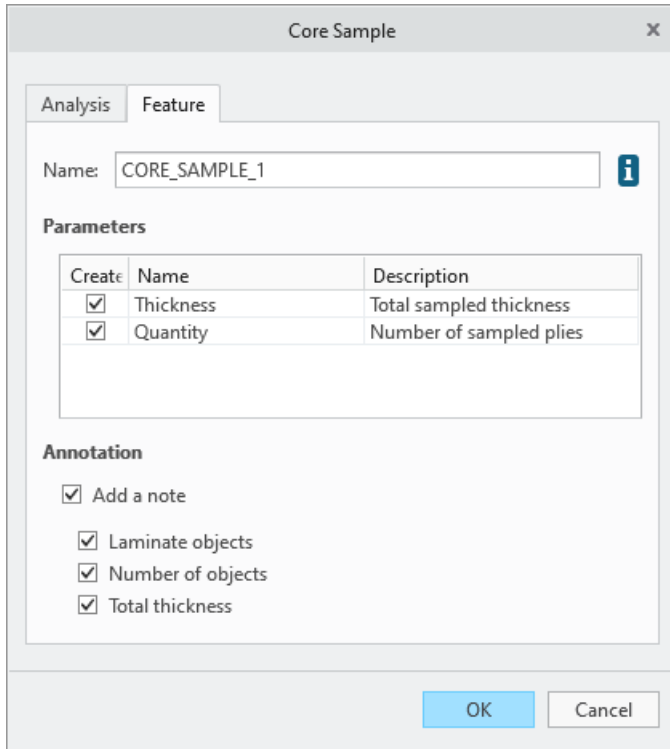 Core Sample
Analysis Feature
Name: CORE_SAMPLE_1
Parameters
Create Name Description
Thickness Total sampled thickness
Quantity Number of sampled plies
Annotation
Add a note
Laminate objects
Number of objects
Total thickness
OK Cancel